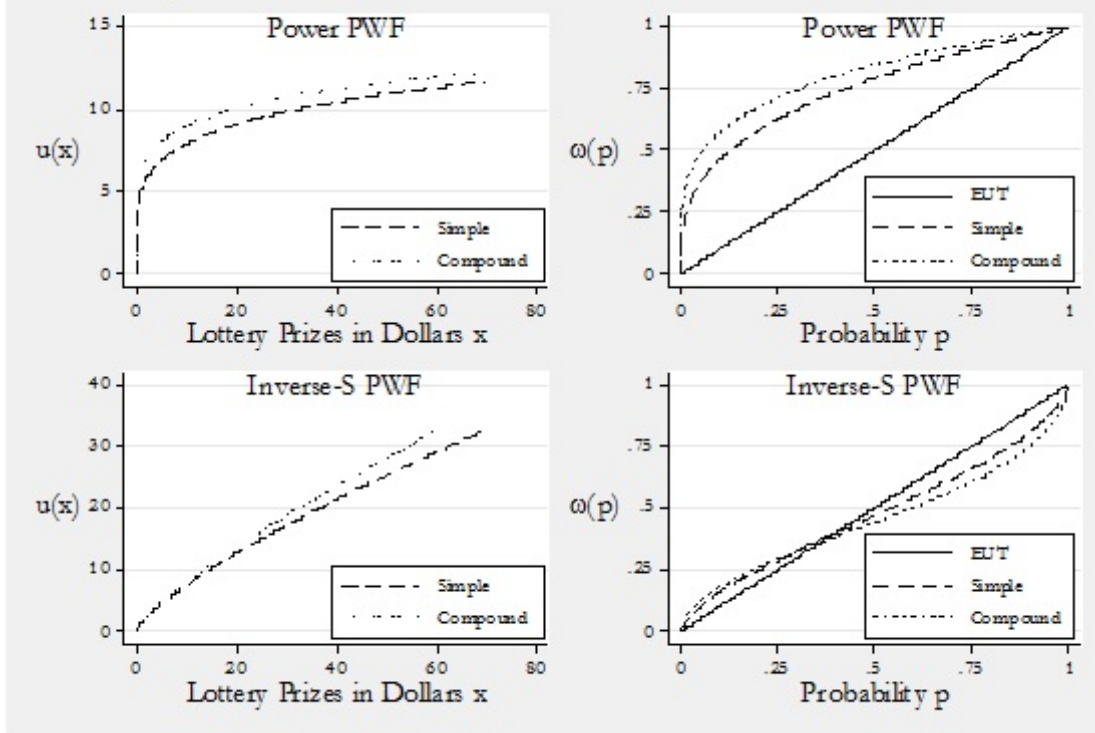 Power PWF
15
10
5
0
u(x)
Simple
Compound
0 20 40 60 80
Lottery Prizes in Dollars x
Power PWF
1
.75
.5
.25
0
ω(p)
EUT
Simple
Compound
0 .25 .5 .75 1
Probability p
Inverse-S PWF
40
30
20
10
0
u(x)
Simple
Compound
0 20 40 60 80
Lottery Prizes in Dollars x
Inverse-S PWF
1
.75
.5
.25
0
ω(p)
EUT
Simple
Compound
0 .25 .5 .75 1
Probability p